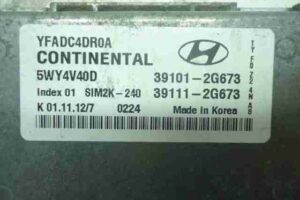 YFADC4DR0A
CONTINENTAL
5WY4V40D 39101-2G673
Index 01 SIM2K-240 39111-2G673
K 01.11.12/7 0224 Made in Korea